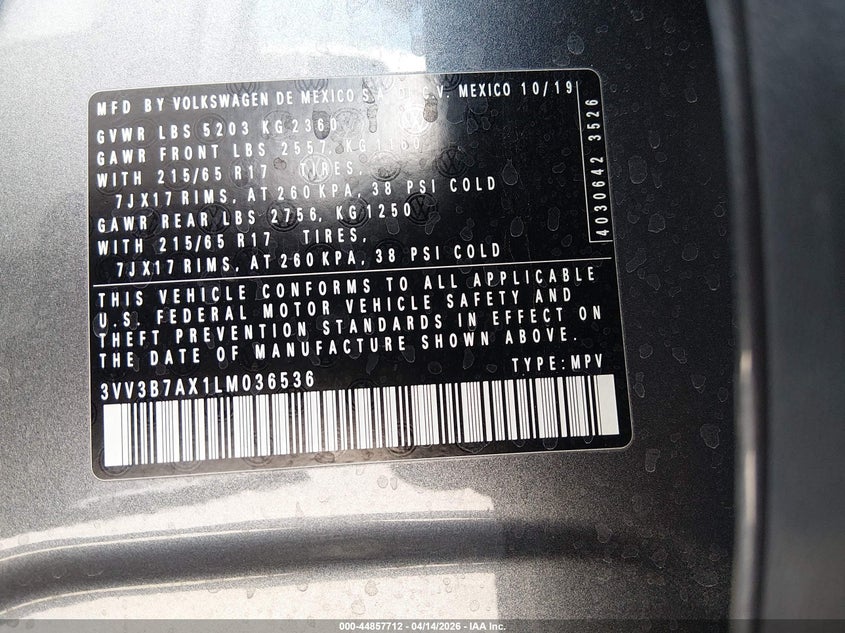 MFD BY VOLKSWAGEN DE MEXICO S.A. DE C.V. MEXICO 10/19
GVWR LBS 5203 KG 2360
GAWR FRONT LBS 2557, KG 1160
WITH 215/65 R17 TIRES,
7JX17 RIMS, AT 260 KPA, 38 PSI COLD
GAWR REAR LBS 2756, KG 1250
WITH 215/65 R17 TIRES,
7JX17 RIMS, AT 260 KPA, 38 PSI COLD
4030642 3526
THIS VEHICLE CONFORMS TO ALL APPLICABLE
U.S. FEDERAL MOTOR VEHICLE SAFETY AND
THEFT PREVENTION STANDARDS IN EFFECT ON
THE DATE OF MANUFACTURE SHOWN ABOVE.
3VV3B7AX1LM036536 TYPE: MPV
000-44857712 - 04/14/2026 - IAA Inc.